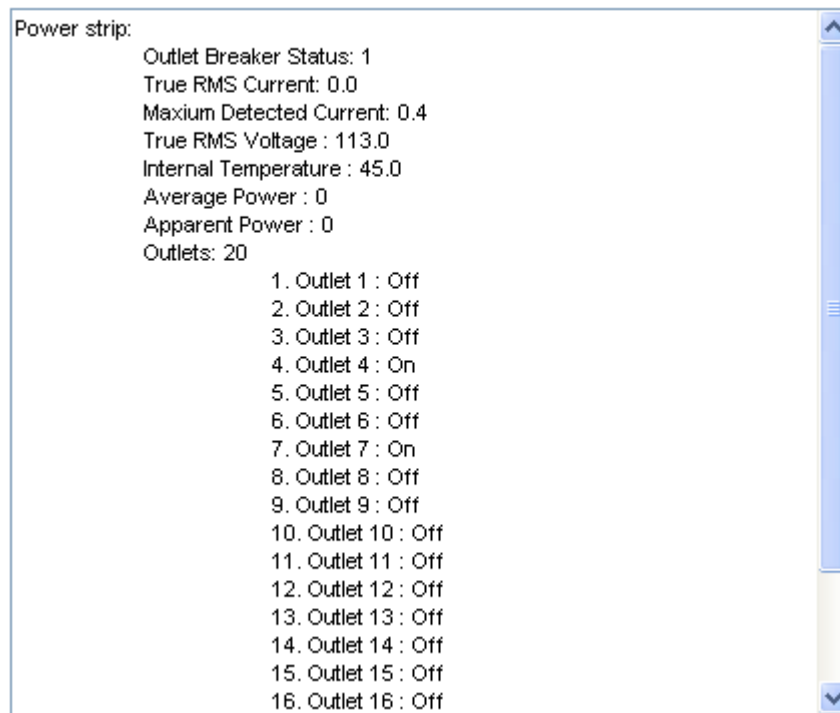 Power strip:
Outlet Breaker Status: 1
True RMS Current: 0.0
Maxium Detected Current: 0.4
True RMS Voltage : 113.0
Internal Temperature : 45.0
Average Power : 0
Apparent Power : 0
Outlets: 20
1. Outlet 1 : Off
2. Outlet 2 : Off
3. Outlet 3 : Off
4. Outlet 4 : On
5. Outlet 5 : Off
6. Outlet 6 : Off
7. Outlet 7 : On
8. Outlet 8 : Off
9. Outlet 9 : Off
10. Outlet 10 : Off
11. Outlet 11 : Off
12. Outlet 12 : Off
13. Outlet 13 : Off
14. Outlet 14 : Off
15. Outlet 15 : Off
16. Outlet 16 : Off